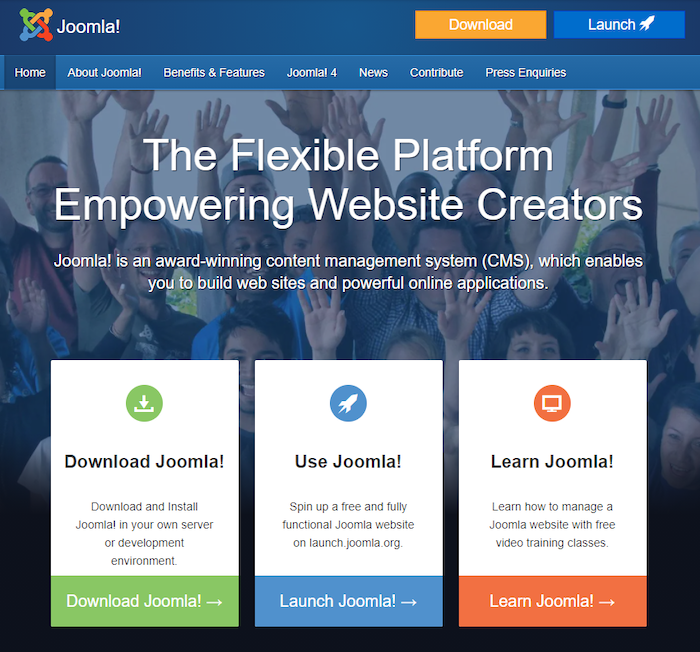 Joomla!
Download
Launch
Home
About Joomla!
Benefits & Features
Joomla! 4
News
Contribute
Press Enquiries
The Flexible Platform
Empowering Website Creators
Joomla! is an award-winning content management system (CMS), which enables
you to build web sites and powerful online applications.
Download Joomla!
Download and Install
Joomla! in your own server
or development
environment.
Download Joomla! →
Use Joomla!
Spin up a free and fully
functional Joomla website
on launch.joomla.org.
Launch Joomla! →
Learn Joomla!
Learn how to manage a
Joomla website with free
video training classes.
Learn Joomla! →